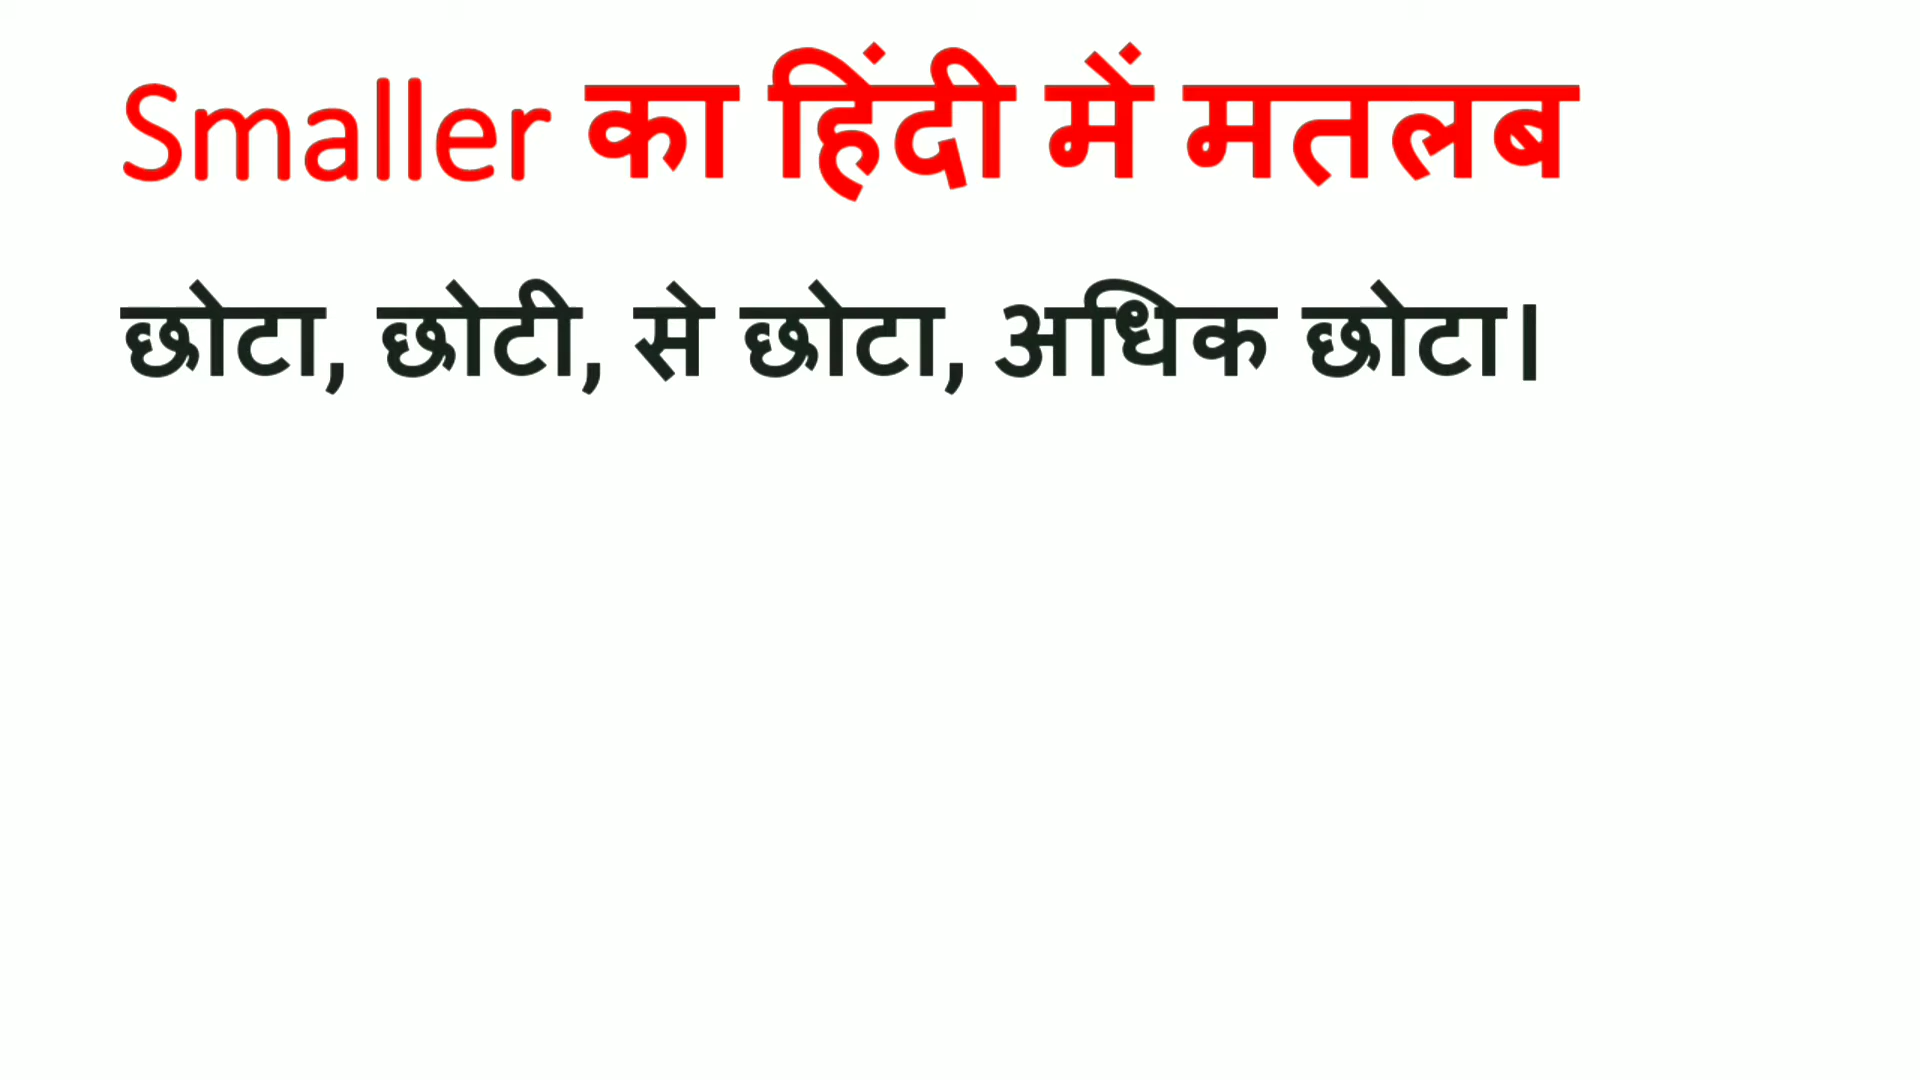 Smaller का हिंदी में मतलब
छोटा, छोटी, से छोटा, अधिक छोटा।